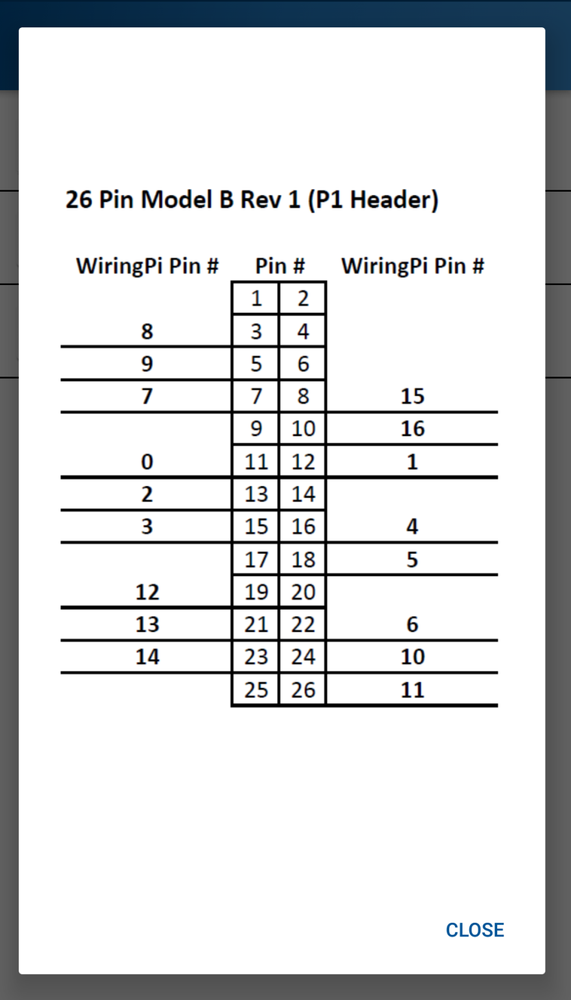 26 Pin Model B Rev 1 (P1 Header)
WiringPi Pin # Pin # WiringPi Pin #
1 2
8 3 4
9 5 6
7 7 8 15
9 10 16
0 11 12 1
2 13 14
3 15 16 4
17 18 5
12 19 20
13 21 22 6
14 23 24 10
25 26 11
CLOSE